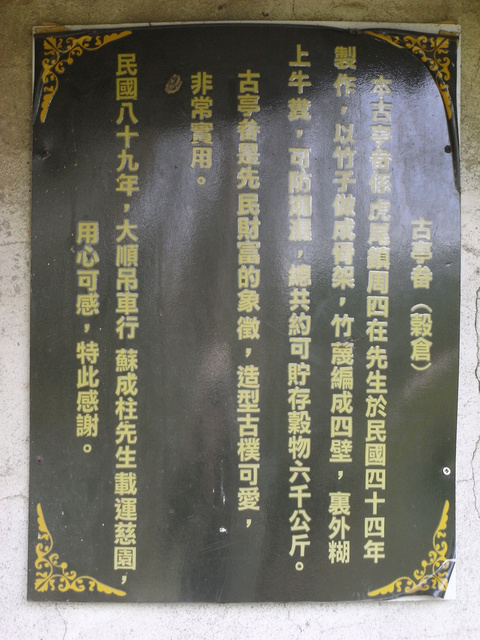 古亭畚（穀倉）
本古亭畚係虎尾鎮周四在先生於民國四十四年
製作，以竹子做成骨架，竹篾編成四壁，裏外糊
上牛糞，可防潮濕，總共約可貯存穀物六千公斤。
古亭畚是先民財富的象徵，造型古樸可愛，
非常實用。
民國八十九年，大順吊車行 蘇成柱先生載運慈園，
用心可感，特此感謝。